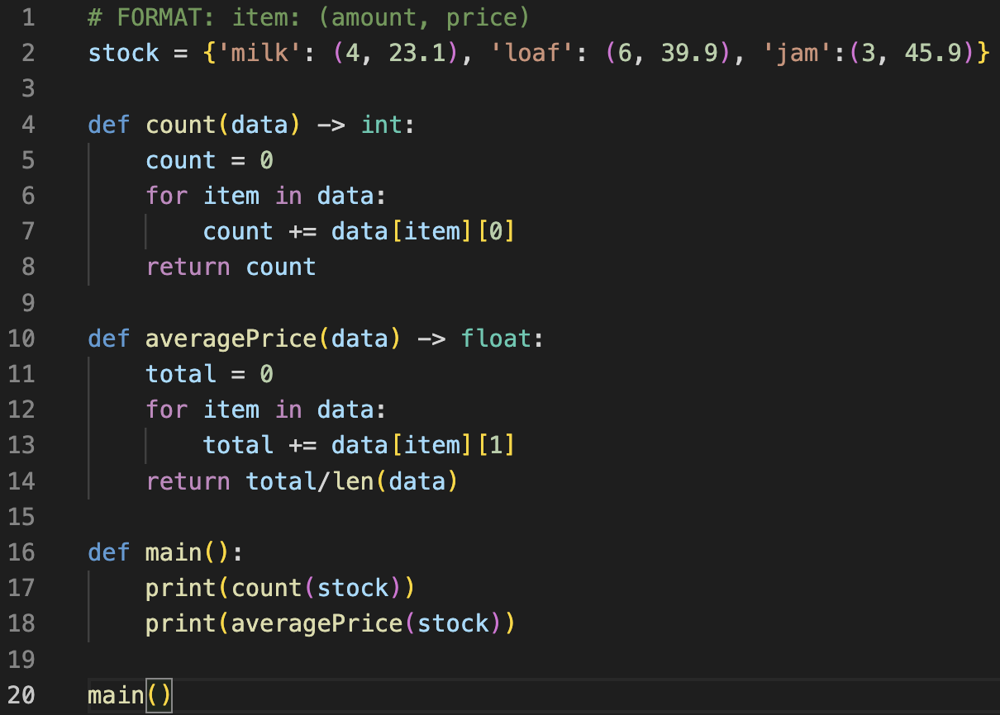 1 # FORMAT: item: (amount, price)
2 stock = {'milk': (4, 23.1), 'loaf': (6, 39.9), 'jam':(3, 45.9)}
3
4 def count(data) -> int:
5     count = 0
6     for item in data:
7         count += data[item][0]
8     return count
9
10 def averagePrice(data) -> float:
11     total = 0
12     for item in data:
13         total += data[item][1]
14     return total/len(data)
15
16 def main():
17     print(count(stock))
18     print(averagePrice(stock))
19
20 main()